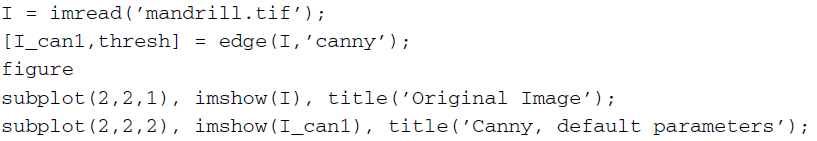 I = imread(’mandrill.tif’);
[I_can1,thresh] = edge(I,’canny’);
figure
subplot(2,2,1), imshow(I), title(’Original Image’);
subplot(2,2,2), imshow(I_can1), title(’Canny, default parameters’);